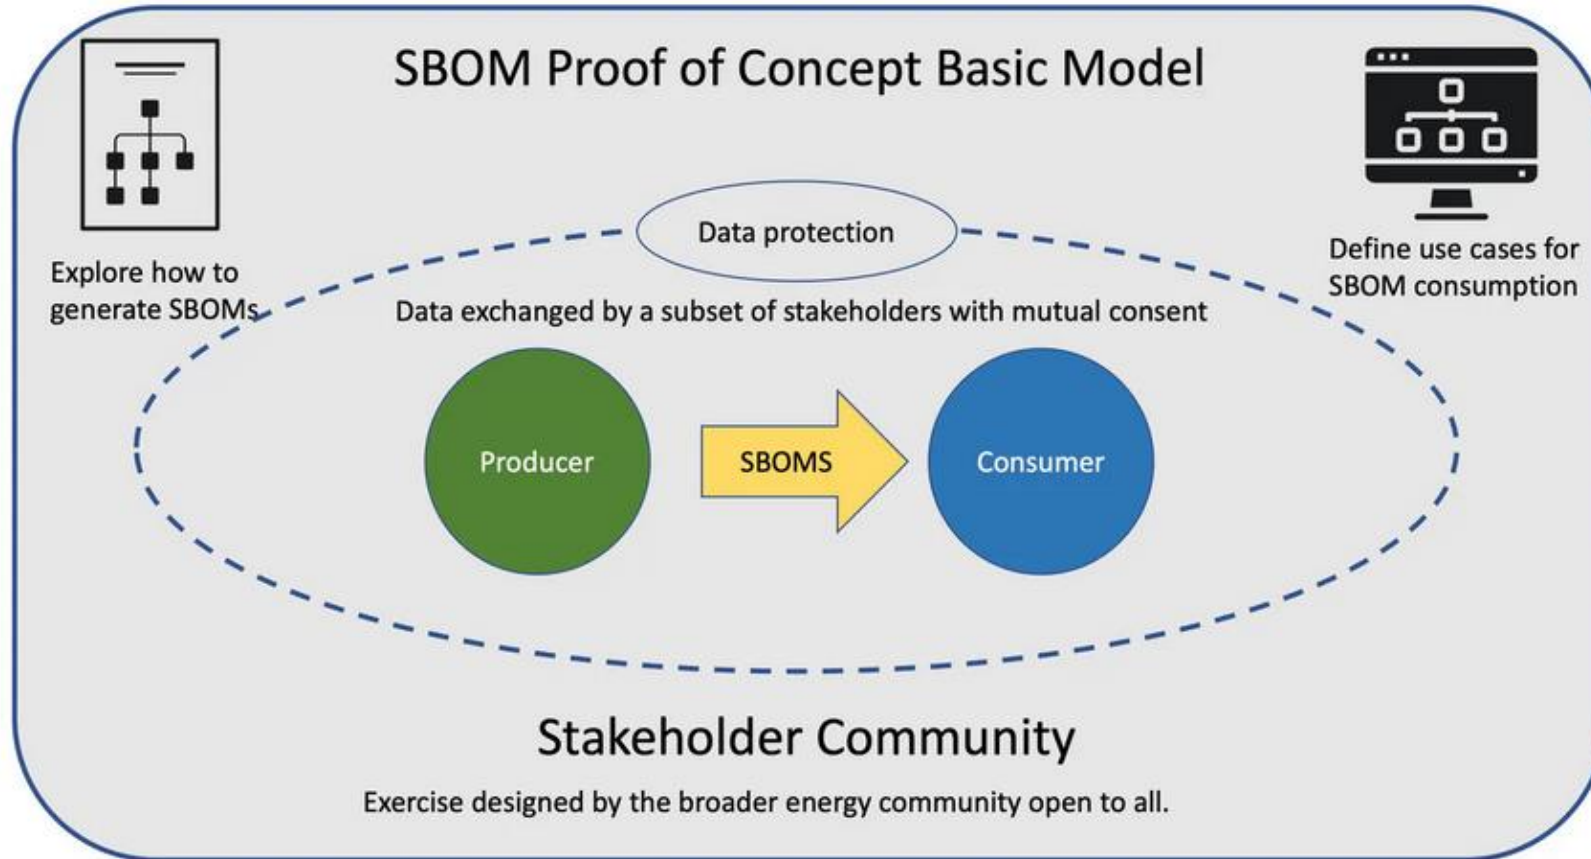 SBOM Proof of Concept Basic Model
Explore how to
generate SBOMs
Define use cases for
SBOM consumption
Data protection
Data exchanged by a subset of stakeholders with mutual consent
Producer
SBOMS
Consumer
Stakeholder Community
Exercise designed by the broader energy community open to all.